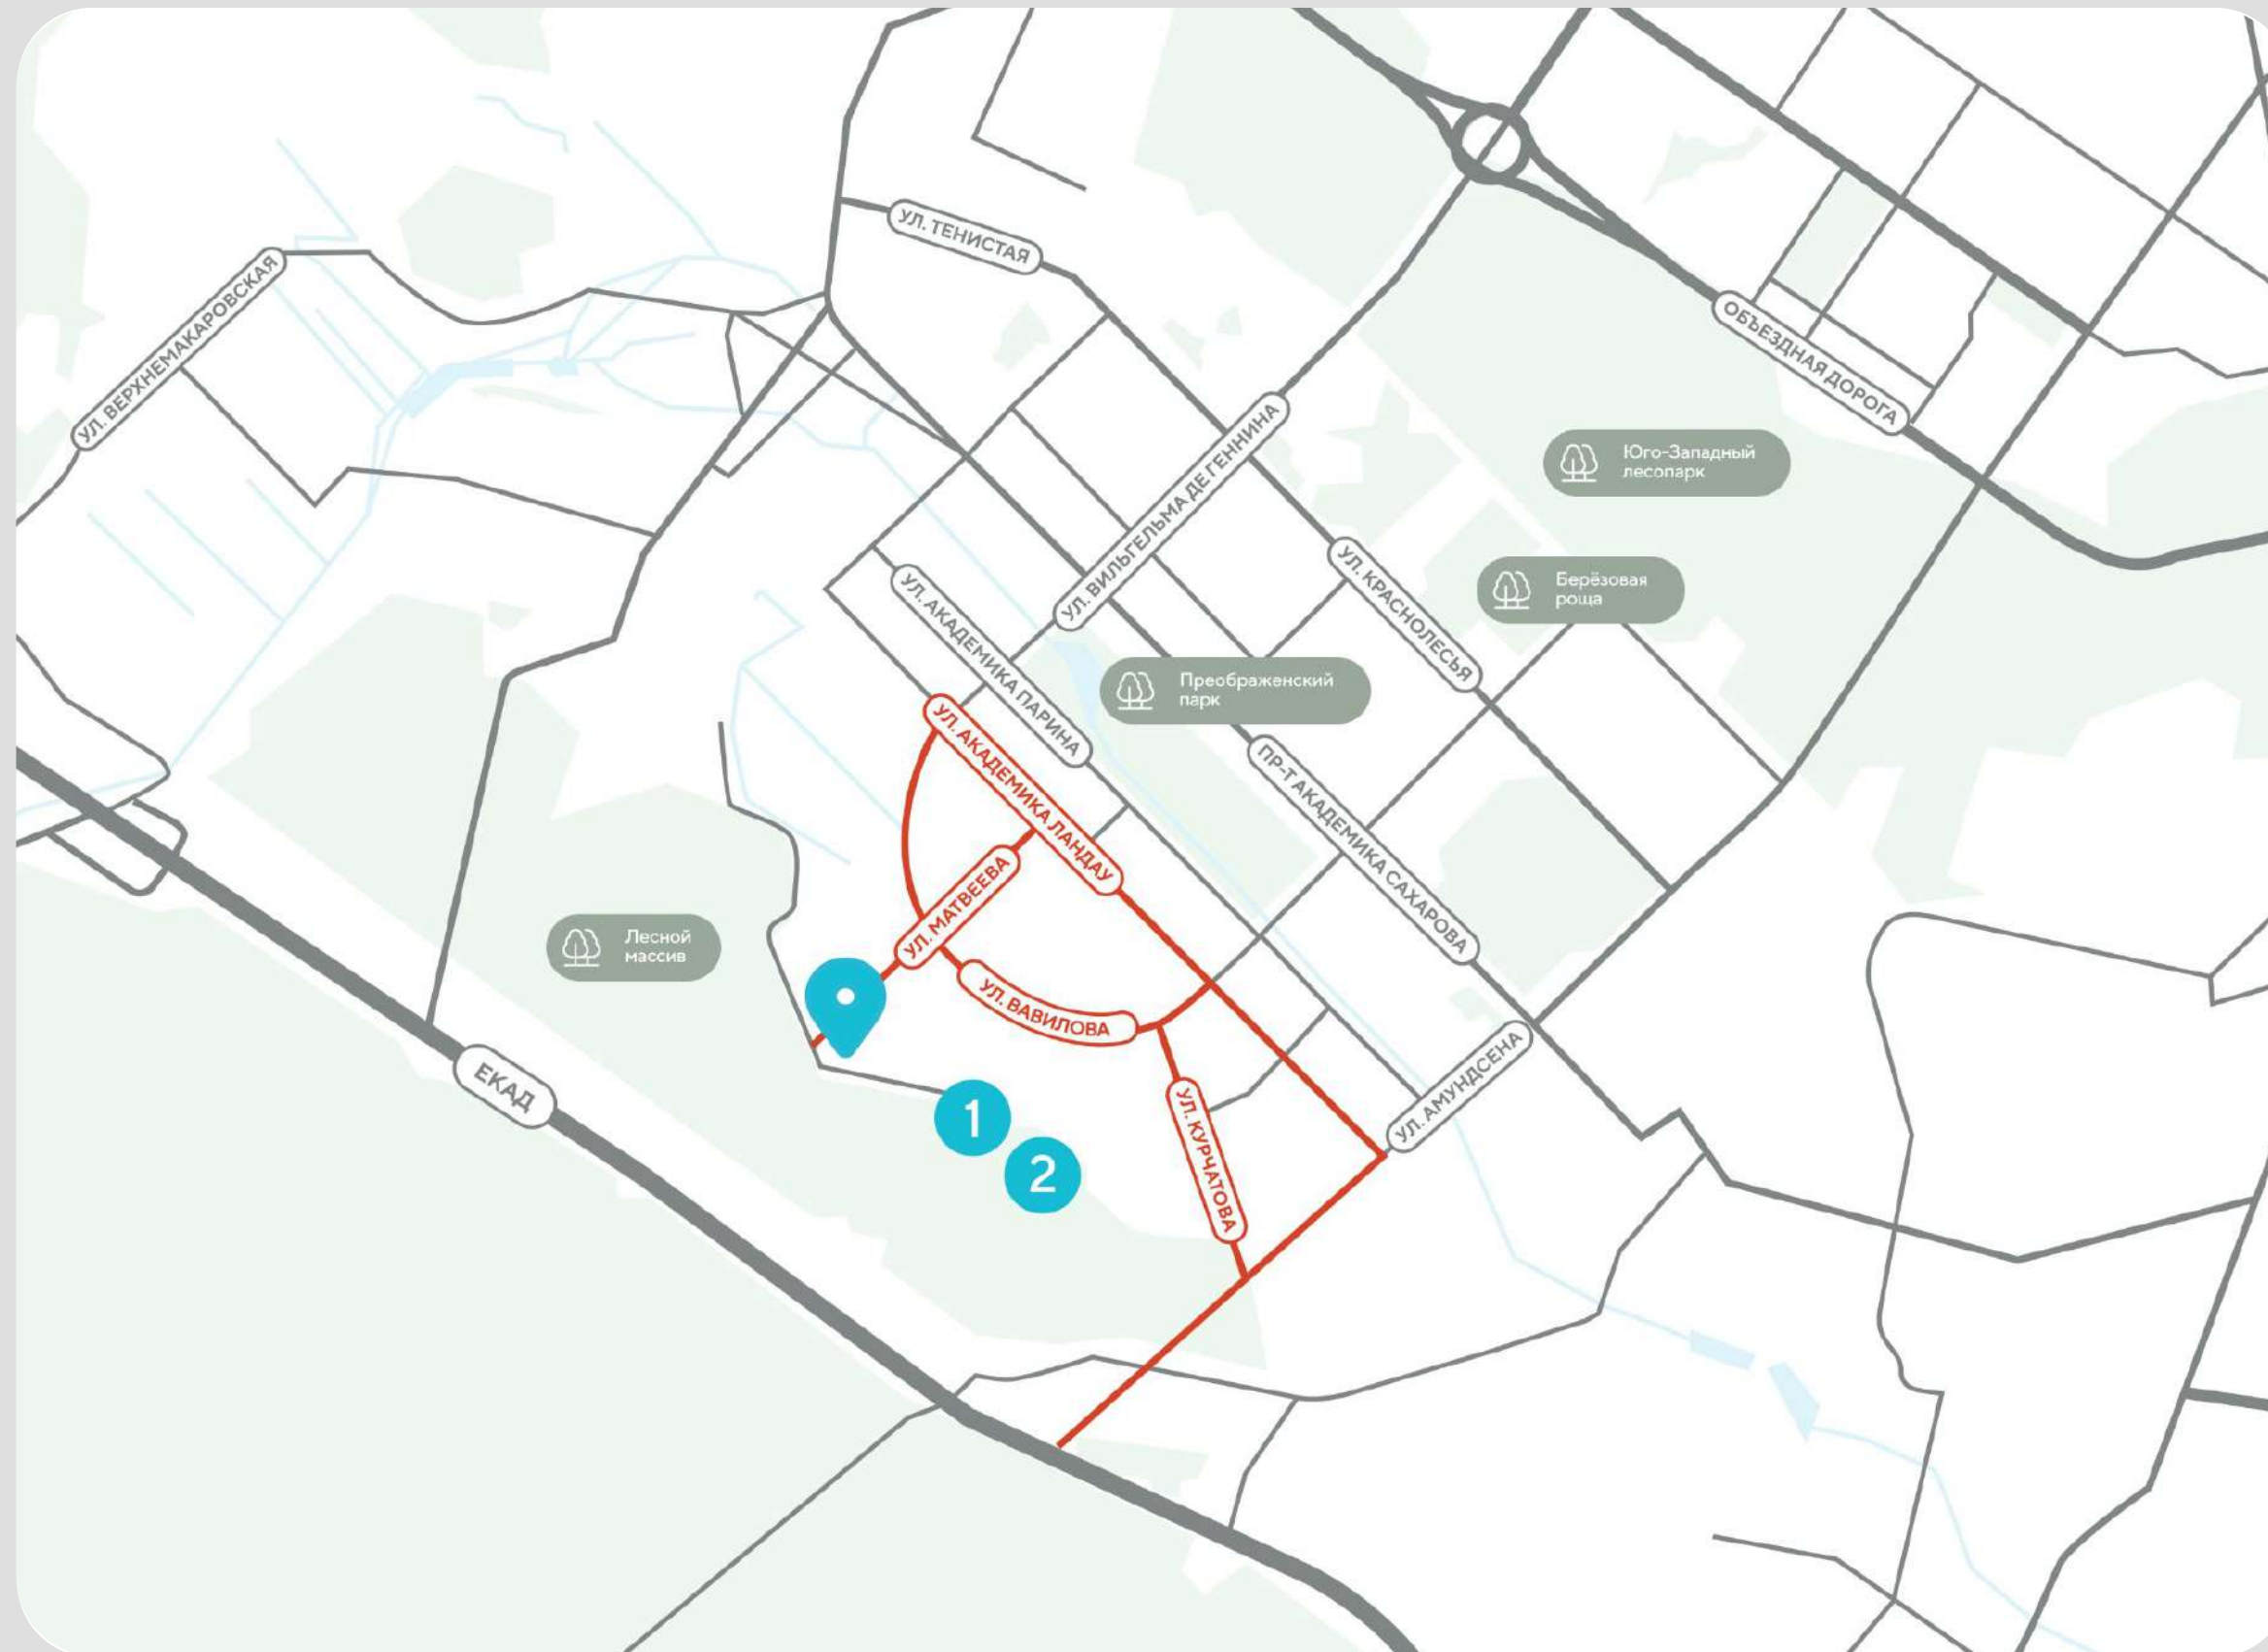 УЛ. ТЕНИСТАЯ
УЛ. ВЕРХНЕМАКАРОВСКАЯ
ОБЪЕЗДНАЯ ДОРОГА
УЛ. ВИЛЬГЕЛЬМА ДЕ ГЕННИНА
Юго-Западный
лесопарк
УЛ. КРАСНОЛЕСЬЯ
Берёзовая
роща
УЛ. АКАДЕМИКА ПАРИНА
Преображенский
парк
УЛ. АКАДЕМИКА ЛАНДАУ
ПР-Т АКАДЕМИКА САХАРОВА
УЛ. МАТВЕЕВА
Лесной
массив
УЛ. ВАВИЛОВА
ЕКАД
УЛ. АМУНДСЕНА
1
УЛ. КУРЧАТОВА
2